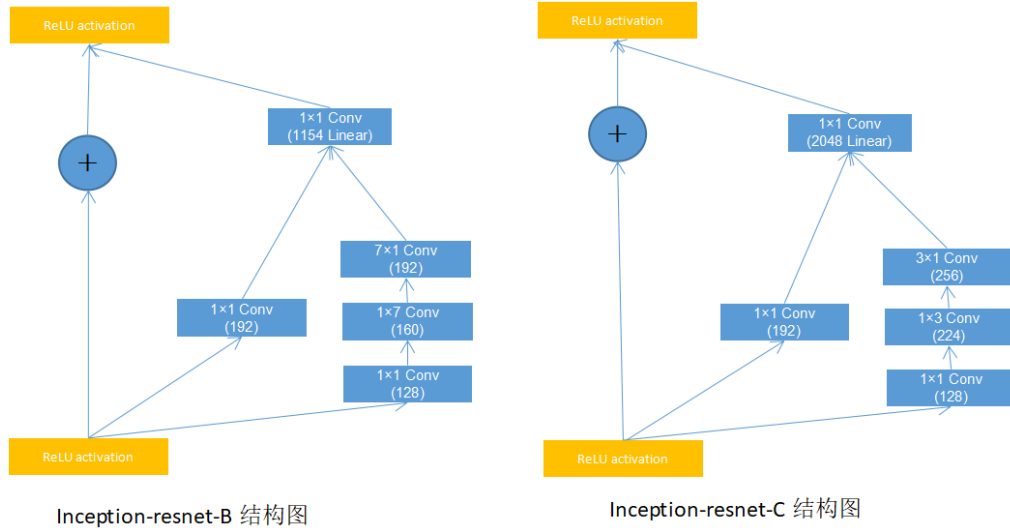 ReLU activation
1×1 Conv
(1154 Linear)
+
7×1 Conv
(192)
1×1 Conv
(192)
1×7 Conv
(160)
1×1 Conv
(128)
ReLU activation
Inception-resnet-B 结构图
ReLU activation
1×1 Conv
(2048 Linear)
+
3×1 Conv
(256)
1×1 Conv
(192)
1×3 Conv
(224)
1×1 Conv
(128)
ReLU activation
Inception-resnet-C 结构图